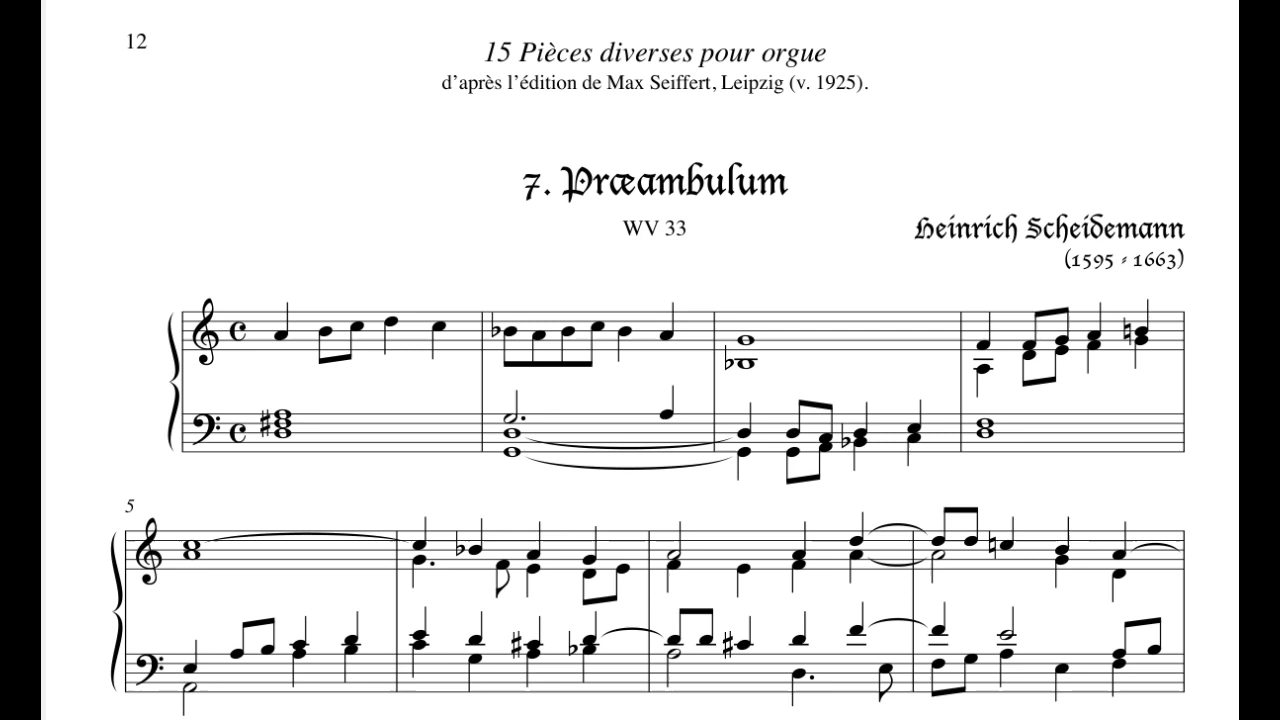 12
15 Pièces diverses pour orgue
d'après l'édition de Max Seiffert, Leipzig (v. 1925).
7. Præambulum
WV 33
Heinrich Scheidemann
(1595 - 1663)
5